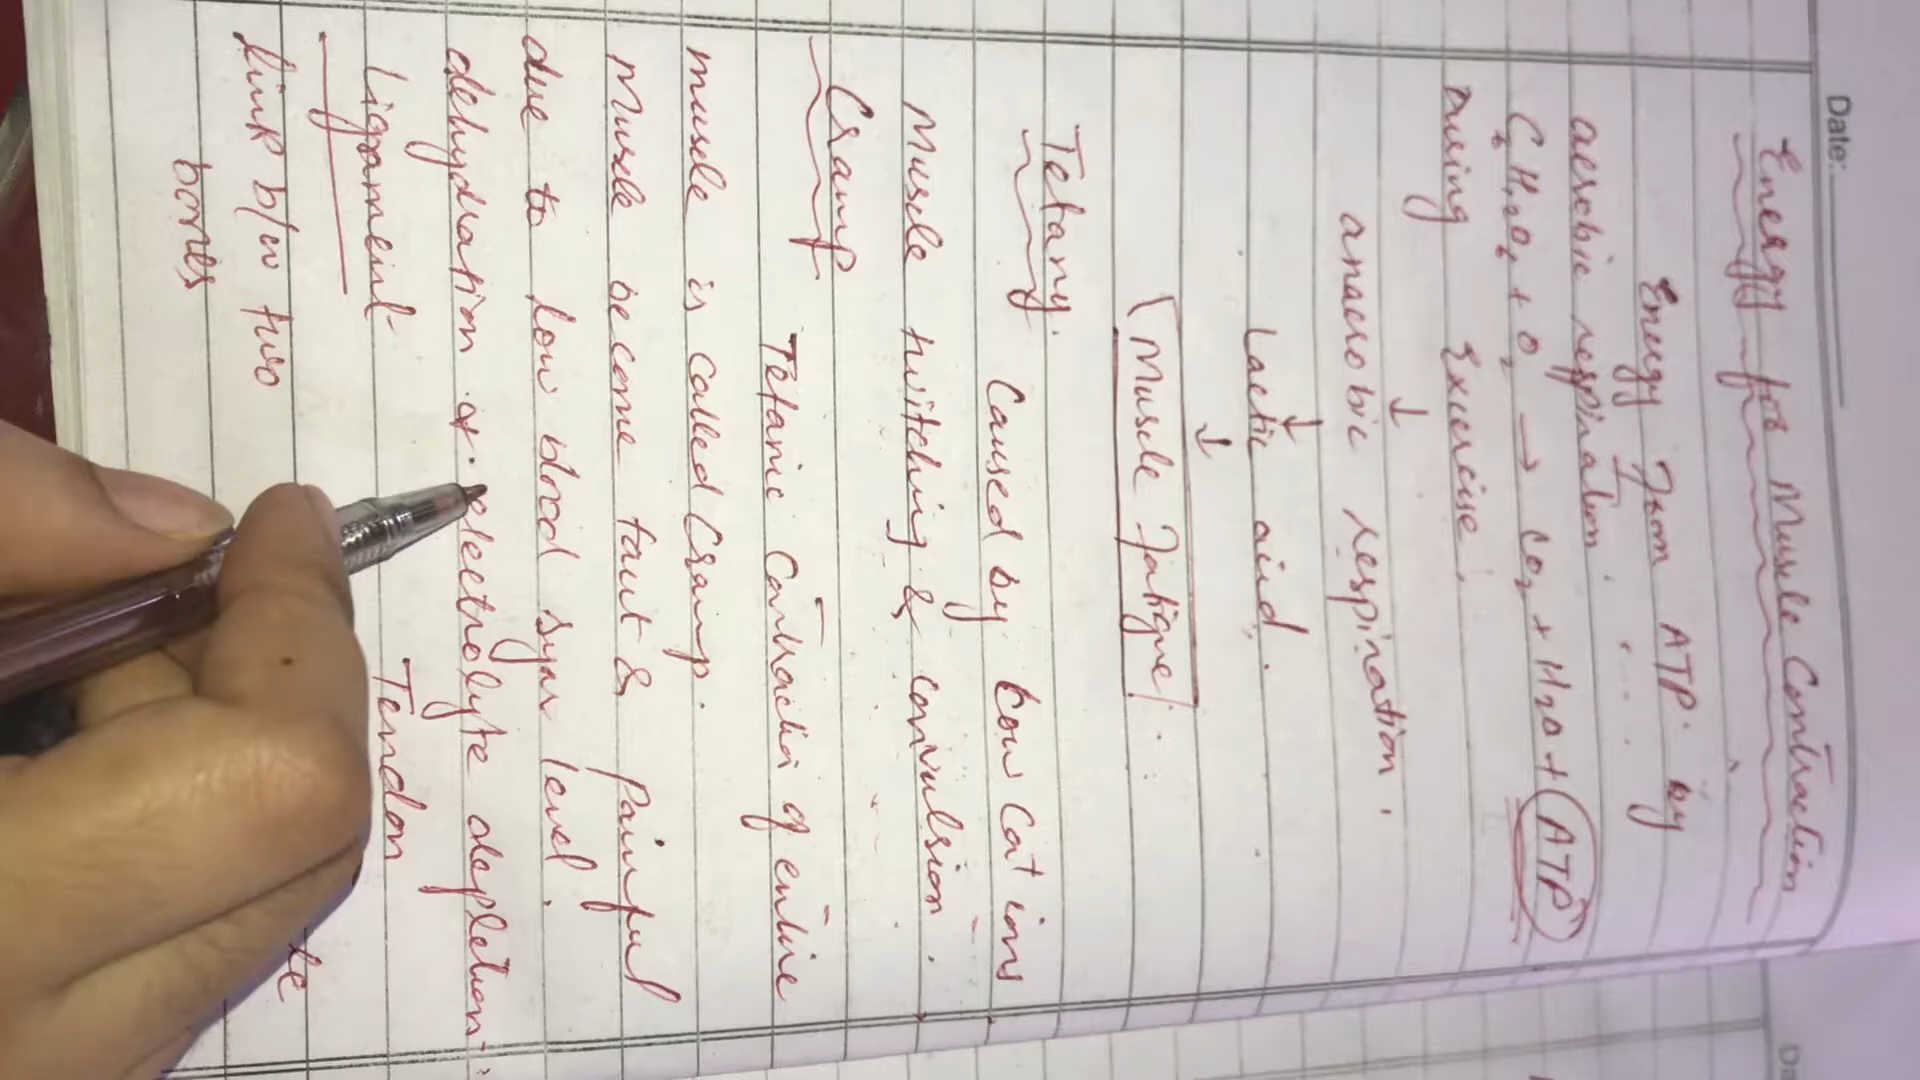 Date:
Energy for Muscle Contraction
Energy from ATP by
aerobic respiration.
C6H12O6 + O2 → CO2 + H2O + ATP
During Exercise.
↓
anaerobic respiration.
↓
Lactic acid.
↓
Muscle Fatigue
Tetany.
Caused by low Cat ions
Muscle twitching & convulsion.
Cramp
Tetanic Contraction of entire
muscle is called Cramp.
Muscle become taut & Painful
due to low blood sugar level.
dehydration or electrolyte depletion.
Ligament Tendon
link b/w two
bones